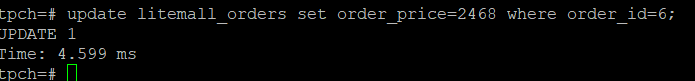 tpch=# update litemall_orders set order_price=2468 where order_id=6;
UPDATE 1
Time: 4.599 ms
tpch=#